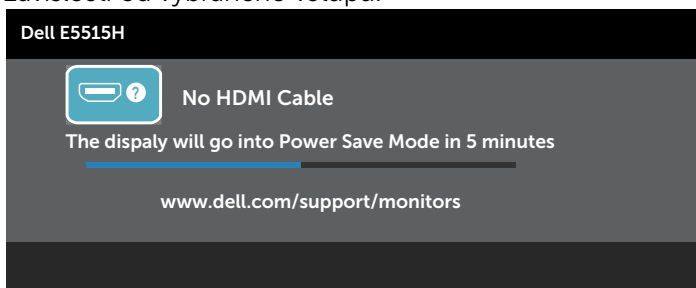 Dell E5515H
No HDMI Cable
The dispaly will go into Power Save Mode in 5 minutes
www.dell.com/support/monitors